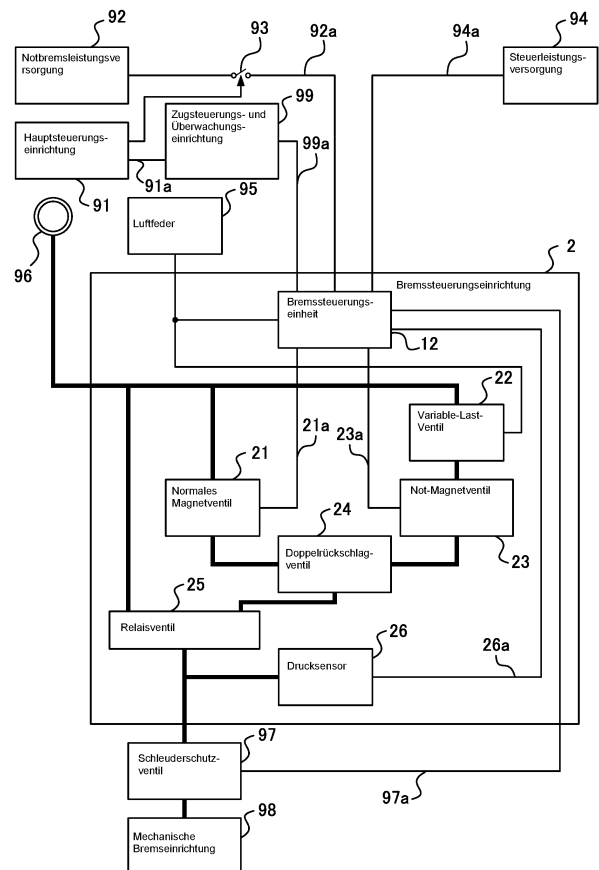 92
93
92a
94a
94
Notbremsleistungsve
rsorgung
Steuerleistungs-
versorgung
99
Zugsteuerungs- und
Überwachungs-
einrichtung
Hauptsteuerungs-
einrichtung
99a
91a
91
95
Luftfeder
96
2
Bremssteuerungseinrichtung
Bremssteuerungs-
einheit
12
22
Variable-Last-
Ventil
21a
23a
21
Normales
Magnetventil
Not-Magnetventil
24
Doppelrückschlag-
ventil
23
25
Relaisventil
26
Drucksensor
26a
97
Schleuderschutz-
ventil
97a
98
Mechanische
Bremseinrichtung